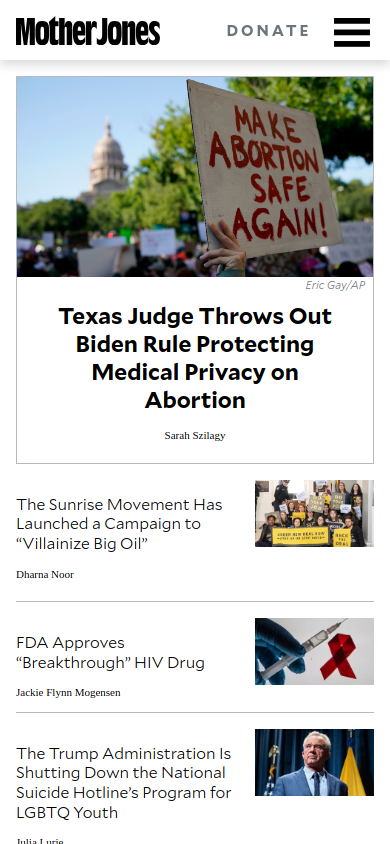 Mother Jones
DONATE
MAKE
ABORTION
SAFE
AGAIN!
Eric Gay/AP
Texas Judge Throws Out
Biden Rule Protecting
Medical Privacy on
Abortion
Sarah Szilagy
The Sunrise Movement Has
Launched a Campaign to
“Villainize Big Oil”
Dharna Noor
FDA Approves
“Breakthrough” HIV Drug
Jackie Flynn Mogensen
The Trump Administration Is
Shutting Down the National
Suicide Hotline’s Program for
LGBTQ Youth
Julia Lurie